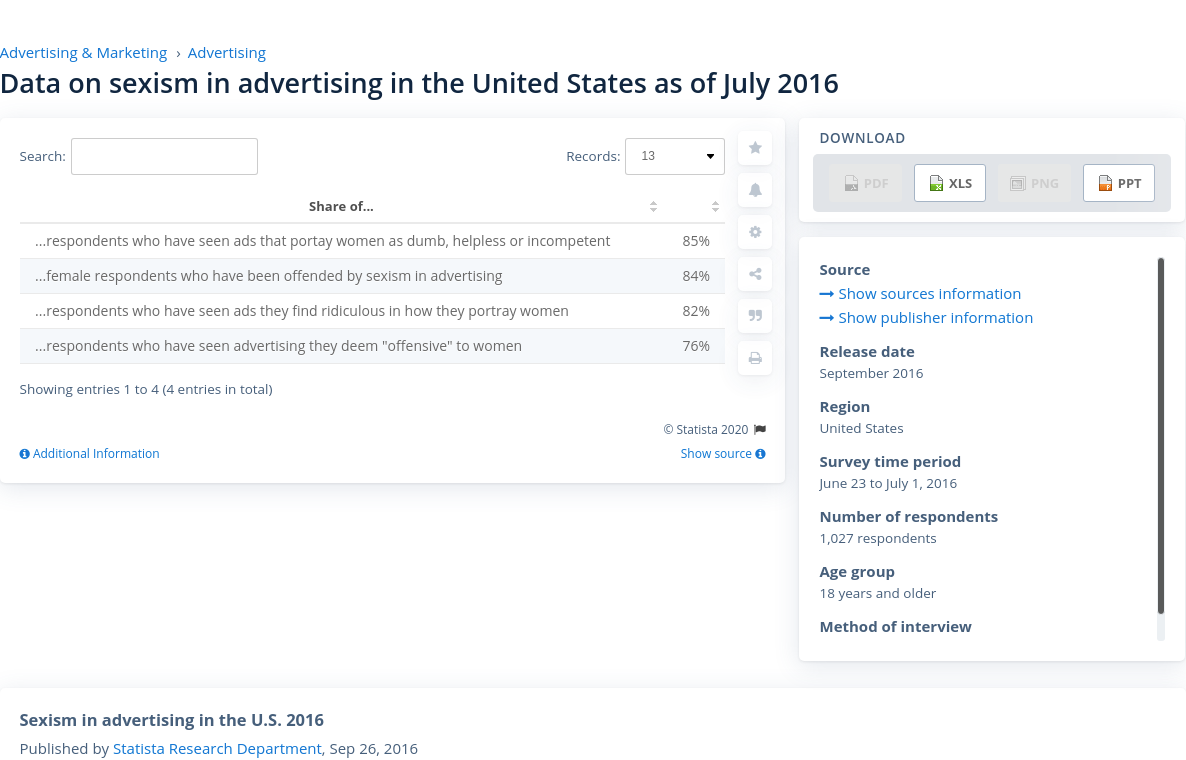 Advertising & Marketing › Advertising
Data on sexism in advertising in the United States as of July 2016
Search:
Records: 13
Share of...
...respondents who have seen ads that portay women as dumb, helpless or incompetent 85%
...female respondents who have been offended by sexism in advertising 84%
...respondents who have seen ads they find ridiculous in how they portray women 82%
...respondents who have seen advertising they deem "offensive" to women 76%
Showing entries 1 to 4 (4 entries in total)
© Statista 2020
Additional Information
Show source
DOWNLOAD
PDF XLS PNG PPT
Source
Show sources information
Show publisher information
Release date
September 2016
Region
United States
Survey time period
June 23 to July 1, 2016
Number of respondents
1,027 respondents
Age group
18 years and older
Method of interview
Sexism in advertising in the U.S. 2016
Published by Statista Research Department, Sep 26, 2016